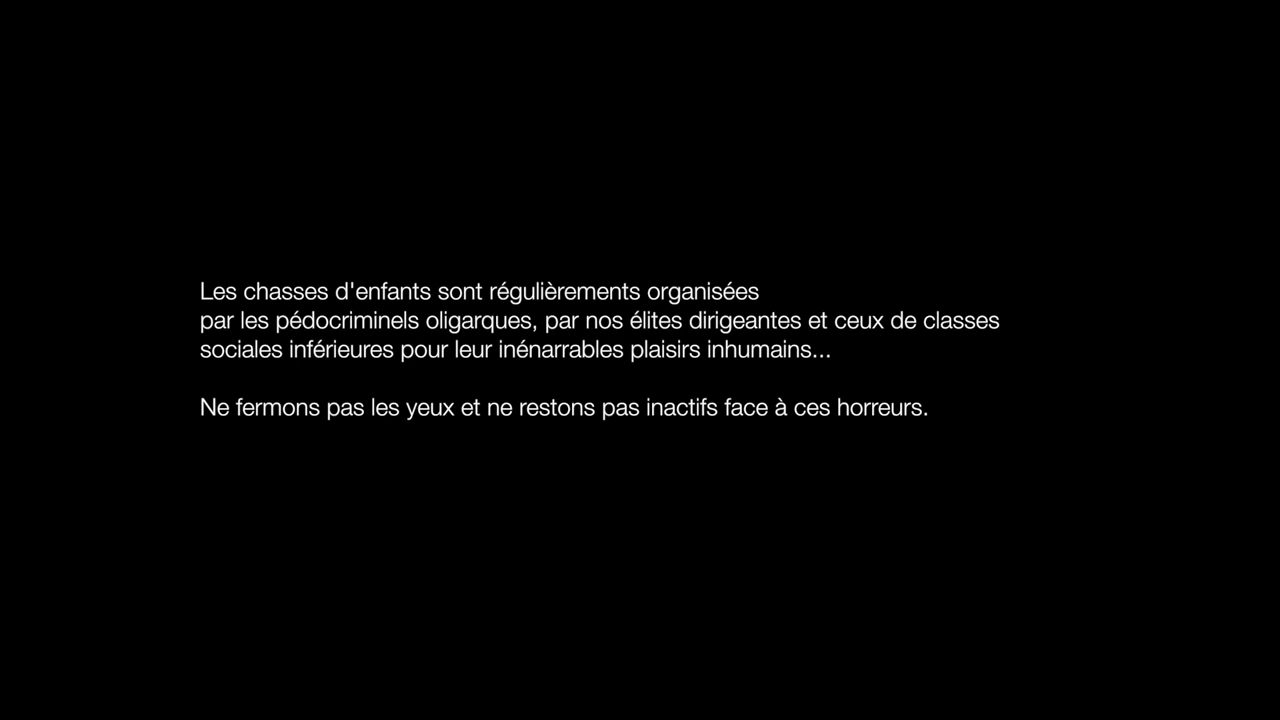 Les chasses d'enfants sont régulièrements organisées
par les pédocriminels oligarques, par nos élites dirigeantes et ceux de classes
sociales inférieures pour leur inénarrables plaisirs inhumains...
Ne fermons pas les yeux et ne restons pas inactifs face à ces horreurs.